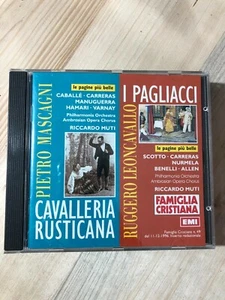 PIETRO MASCAGNI
le pagine più belle
CABALLÉ · CARRERAS
MANUGUERRA
HÁMARI · VARNAY
Philharmonia Orchestra
Ambrosian Opera Chorus
RICCARDO MUTI
CAVALLERIA
RUSTICANA
RUGGERO LEONCAVALLO
I PAGLIACCI
le pagine più belle
SCOTTO · CARRERAS
NURMELA
BENELLI · ALLEN
Philharmonia Orchestra
Ambrosian Opera Chorus
RICCARDO MUTI
FAMIGLIA
CRISTIANA
EMI